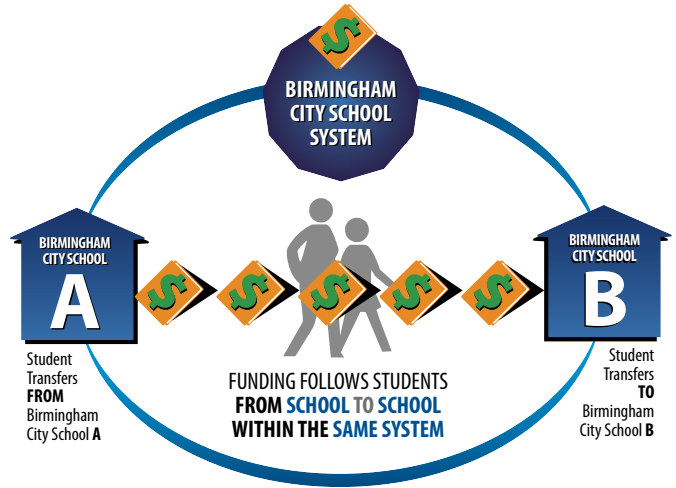 $
BIRMINGHAM
CITY SCHOOL
SYSTEM
BIRMINGHAM
CITY SCHOOL
A
$ $ $ $ $
BIRMINGHAM
CITY SCHOOL
B
Student
Transfers
FROM
Birmingham
City School A
FUNDING FOLLOWS STUDENTS
FROM SCHOOL TO SCHOOL
WITHIN THE SAME SYSTEM
Student
Transfers
TO
Birmingham
City School B